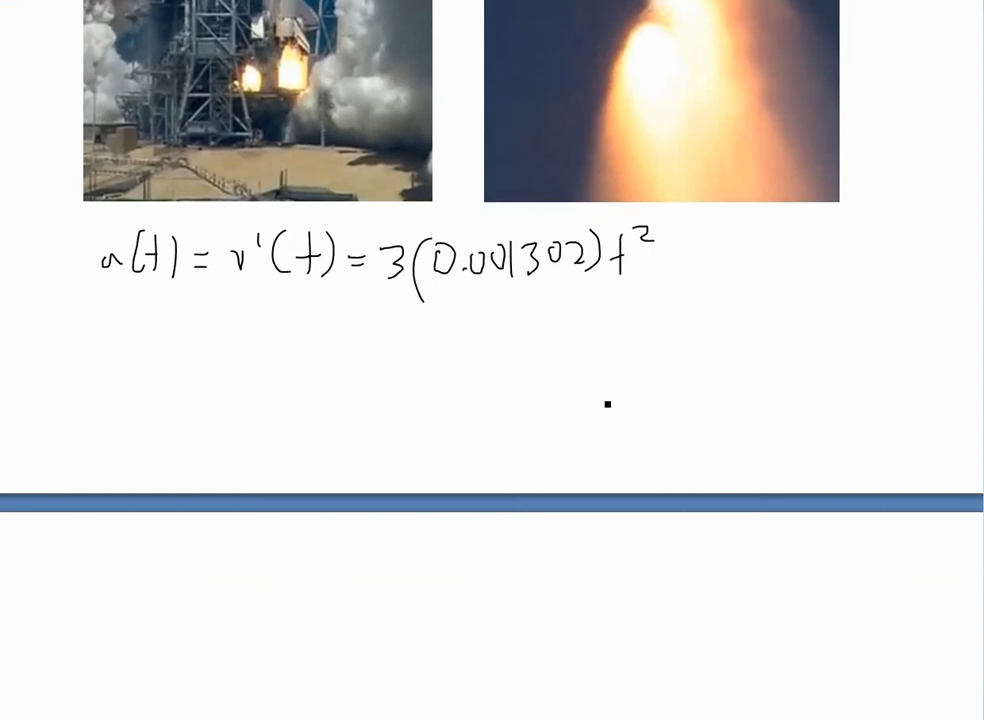 a(t) = v'(t) = 3(0.001302)t²